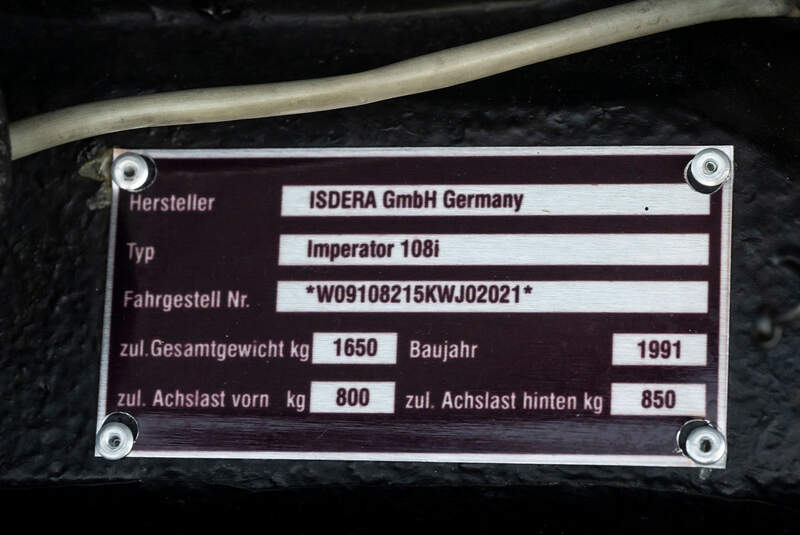 Hersteller ISDERA GmbH Germany
Typ Imperator 108i
Fahrgestell Nr. *W09108215KWJ02021*
zul.Gesamtgewicht kg 1650 Baujahr 1991
zul. Achslast vorn kg 800 zul. Achslast hinten kg 850